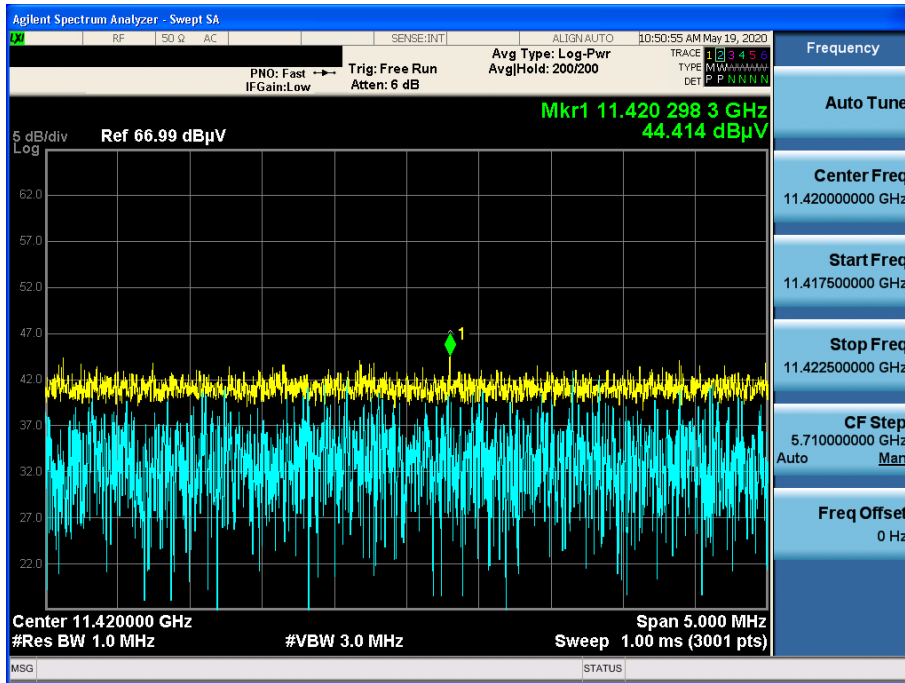 Agilent Spectrum Analyzer - Swept SA
LXI RF 50 Ω AC SENSE:INT ALIGN AUTO 10:50:55 AM May 19, 2020
Frequency
PNO: Fast
IFGain:Low
Trig: Free Run
Atten: 6 dB
Avg Type: Log-Pwr
Avg|Hold: 200/200
TRACE 1 2 3 4 5 6
TYPE MWWWWW
DET P P N N N N
Auto Tune
Mkr1 11.420 298 3 GHz
44.414 dBµV
5 dB/div Ref 66.99 dBµV
Log
62.0
57.0
52.0
47.0
42.0
37.0
32.0
27.0
22.0
1
Center Freq
11.420000000 GHz
Start Freq
11.417500000 GHz
Stop Freq
11.422500000 GHz
CF Step
5.710000000 GHz
Auto Man
Freq Offset
0 Hz
Center 11.420000 GHz Span 5.000 MHz
#Res BW 1.0 MHz #VBW 3.0 MHz Sweep 1.00 ms (3001 pts)
MSG STATUS